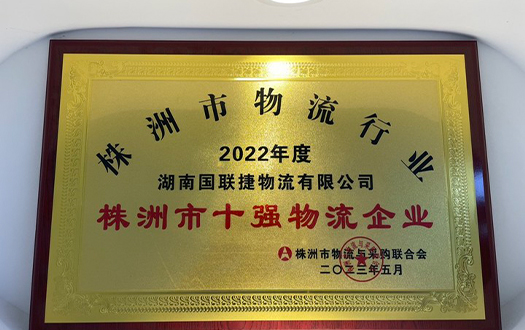 株洲市物流行业
2022年度
湖南国联捷物流有限公司
株洲市十强物流企业
株洲市物流与采购联合会
二〇二三年五月